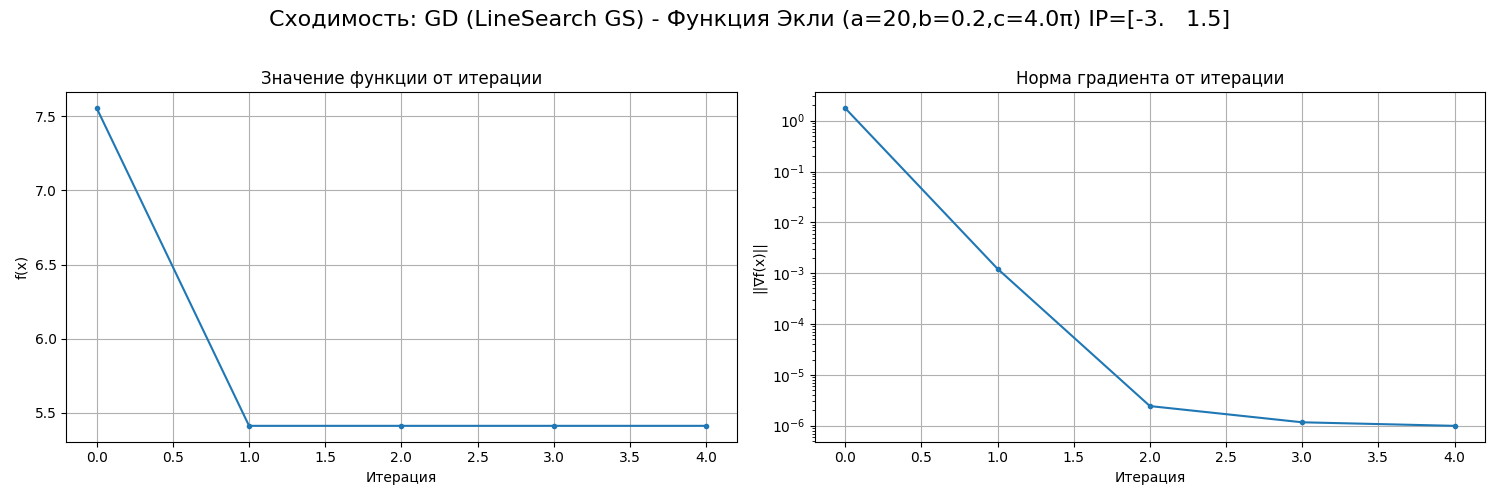 Сходимость: GD (LineSearch GS) - Функция Экли (a=20,b=0.2,c=4.0π) IP=[-3.   1.5]
Значение функции от итерации
f(x)
7.5
7.0
6.5
6.0
5.5
0.0 0.5 1.0 1.5 2.0 2.5 3.0 3.5 4.0
Итерация
Норма градиента от итерации
||∇f(x)||
10⁰
10⁻¹
10⁻²
10⁻³
10⁻⁴
10⁻⁵
10⁻⁶
0.0 0.5 1.0 1.5 2.0 2.5 3.0 3.5 4.0
Итерация